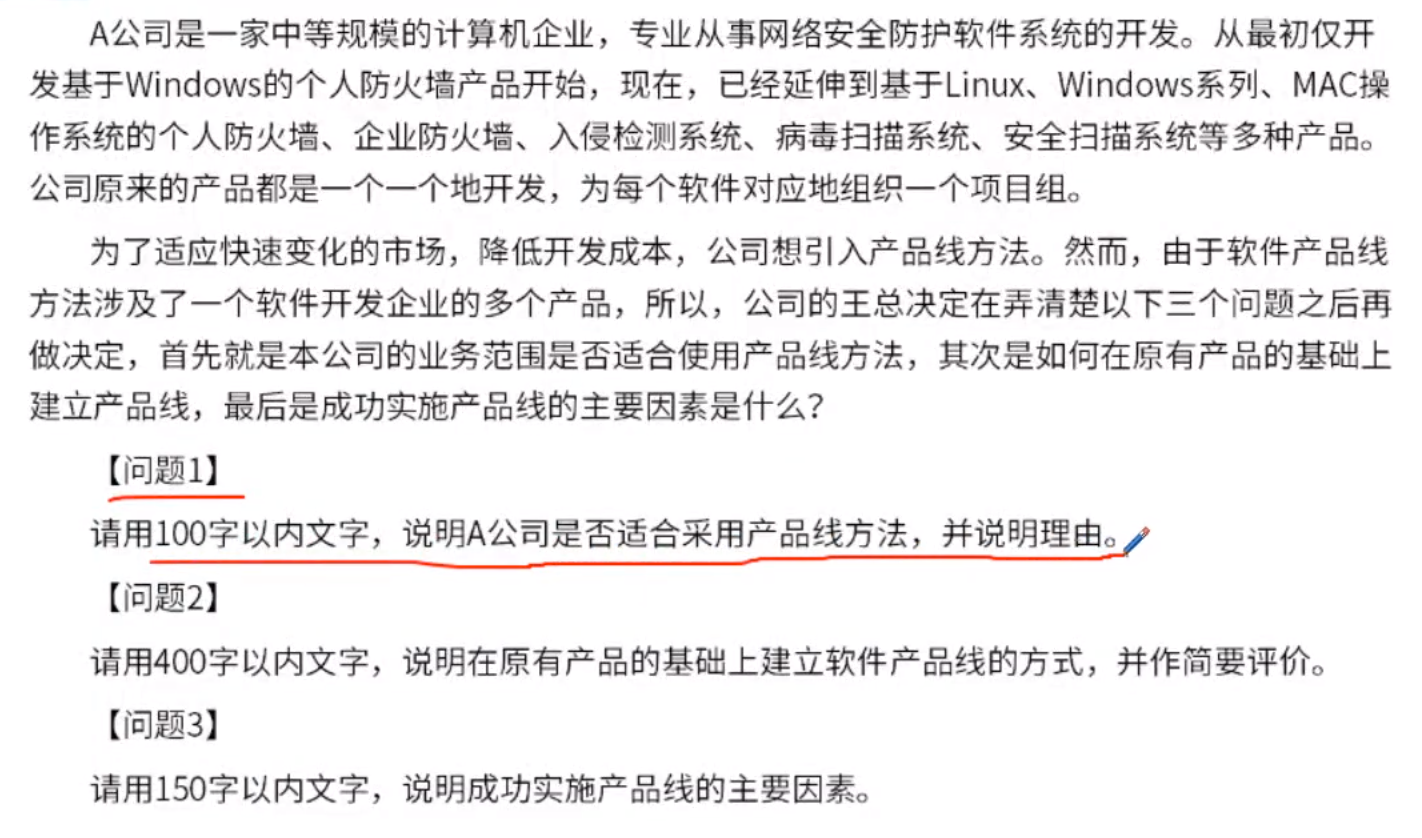 A公司是一家中等规模的计算机企业，专业从事网络安全防护软件系统的开发。从最初仅开
发基于Windows的个人防火墙产品开始，现在，已经延伸到基于Linux、Windows系列、MAC操
作系统的个人防火墙、企业防火墙、入侵检测系统、病毒扫描系统、安全扫描系统等多种产品。
公司原来的产品都是一个一个地开发，为每个软件对应地组织一个项目组。
为了适应快速变化的市场，降低开发成本，公司想引入产品线方法。然而，由于软件产品线
方法涉及了一个软件开发企业的多个产品，所以，公司的王总决定在弄清楚以下三个问题之后再
做决定，首先就是本公司的业务范围是否适合使用产品线方法，其次是如何在原有产品的基础上
建立产品线，最后是成功实施产品线的主要因素是什么？
【问题1】
请用100字以内文字，说明A公司是否适合采用产品线方法，并说明理由。
【问题2】
请用400字以内文字，说明在原有产品的基础上建立软件产品线的方式，并作简要评价。
【问题3】
请用150字以内文字，说明成功实施产品线的主要因素。